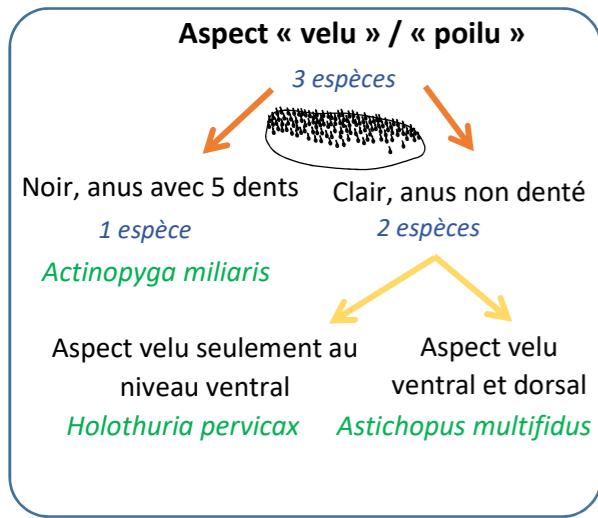 Aspect « velu » / « poilu »
3 espèces
Noir, anus avec 5 dents
1 espèce
Actinopyga miliaris
Clair, anus non denté
2 espèces
Aspect velu seulement au
niveau ventral
Holothuria pervicax
Aspect velu
ventral et dorsal
Astichopus multifidus